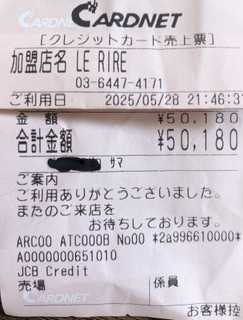 CARDNET
[クレジットカード売上票]
加盟店名 LE RIRE
03-6447-4171
ご利用日 2025/05/28 21:46:3
金額 ¥50,180
合計金額 ¥50,180
サマ
ご案内
ご利用ありがとうございました。
またのご来店を
お待ちしております。
ARC00 ATC000B No00 *2a996610000*
A0000000651010
JCB Credit
売場 係員
CARDNET
お客様控